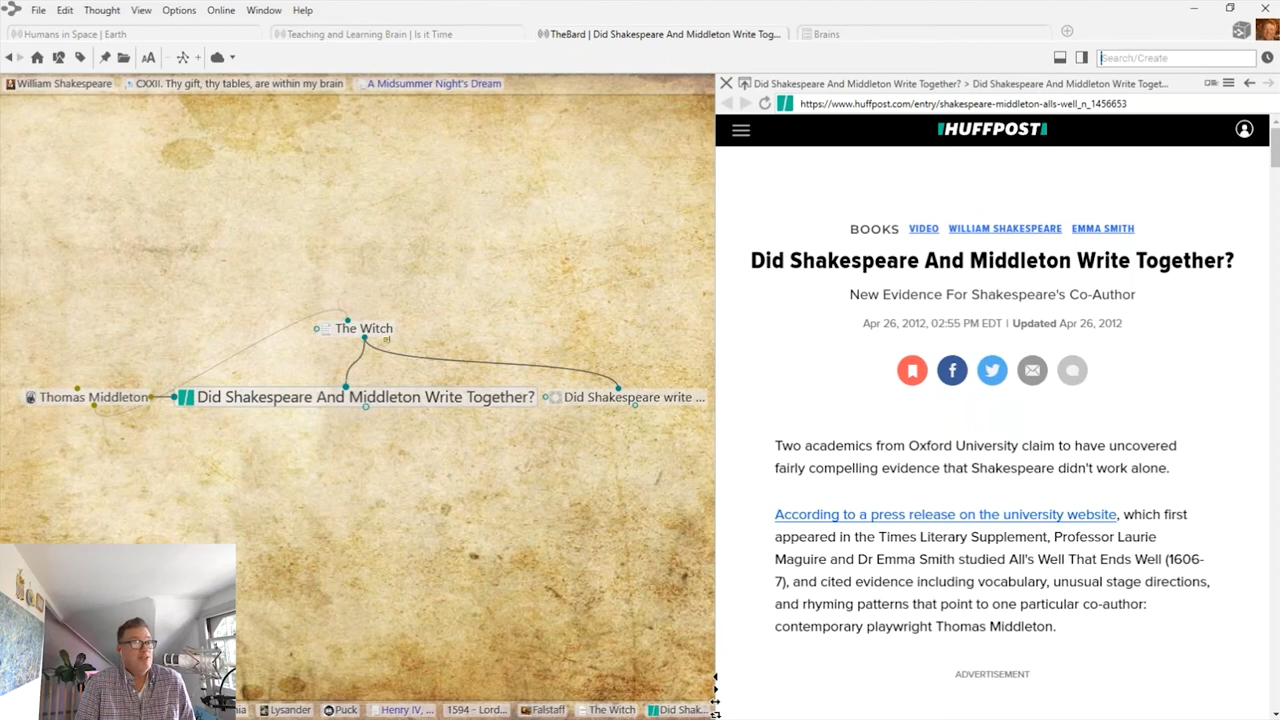 File Edit Thought View Options Online Window Help
Humans in Space | Earth
Teaching and Learning Brain | Is it Time
TheBard | Did Shakespeare And Middleton Write Tog...
Brains
Search/Create
William Shakespeare
CXXII. Thy gift, thy tables, are within my brain
A Midsummer Night's Dream
Did Shakespeare And Middleton Write Together? > Did Shakespeare And Middleton Write Toget...
https://www.huffpost.com/entry/shakespeare-middleton-alls-well_n_1456653
HUFFPOST
BOOKS VIDEO WILLIAM SHAKESPEARE EMMA SMITH
Did Shakespeare And Middleton Write Together?
New Evidence For Shakespeare's Co-Author
Apr 26, 2012, 02:55 PM EDT | Updated Apr 26, 2012
Two academics from Oxford University claim to have uncovered
fairly compelling evidence that Shakespeare didn't work alone.
According to a press release on the university website, which first
appeared in the Times Literary Supplement, Professor Laurie
Maguire and Dr Emma Smith studied All's Well That Ends Well (1606-
7), and cited evidence including vocabulary, unusual stage directions,
and rhyming patterns that point to one particular co-author:
contemporary playwright Thomas Middleton.
ADVERTISEMENT
The Witch
Thomas Middleton
Did Shakespeare And Middleton Write Together?
Did Shakespeare write ...
Lysander
Puck
Henry IV, ...
1594 - Lord...
Falstaff
The Witch
Did Shak...